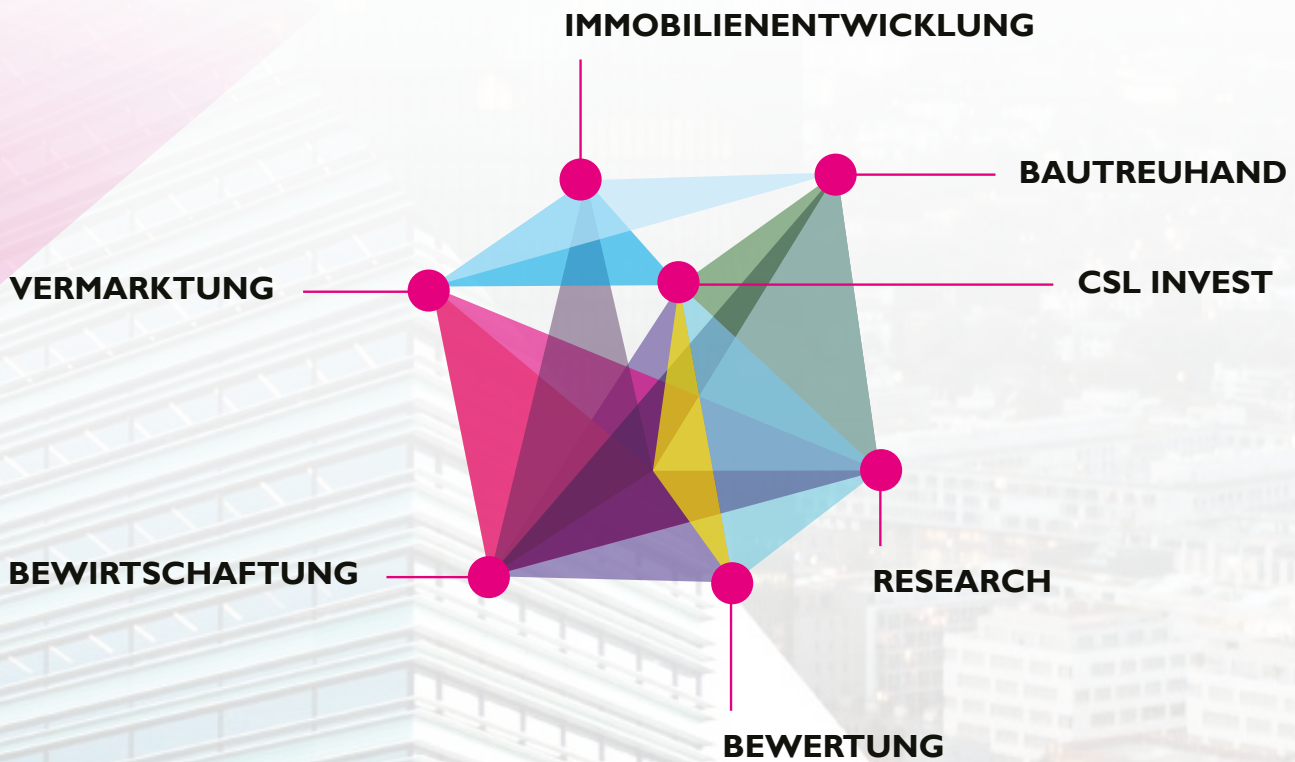 IMMOBILIENENTWICKLUNG
BAUTREUHAND
CSL INVEST
VERMARKTUNG
BEWIRTSCHAFTUNG
RESEARCH
BEWERTUNG